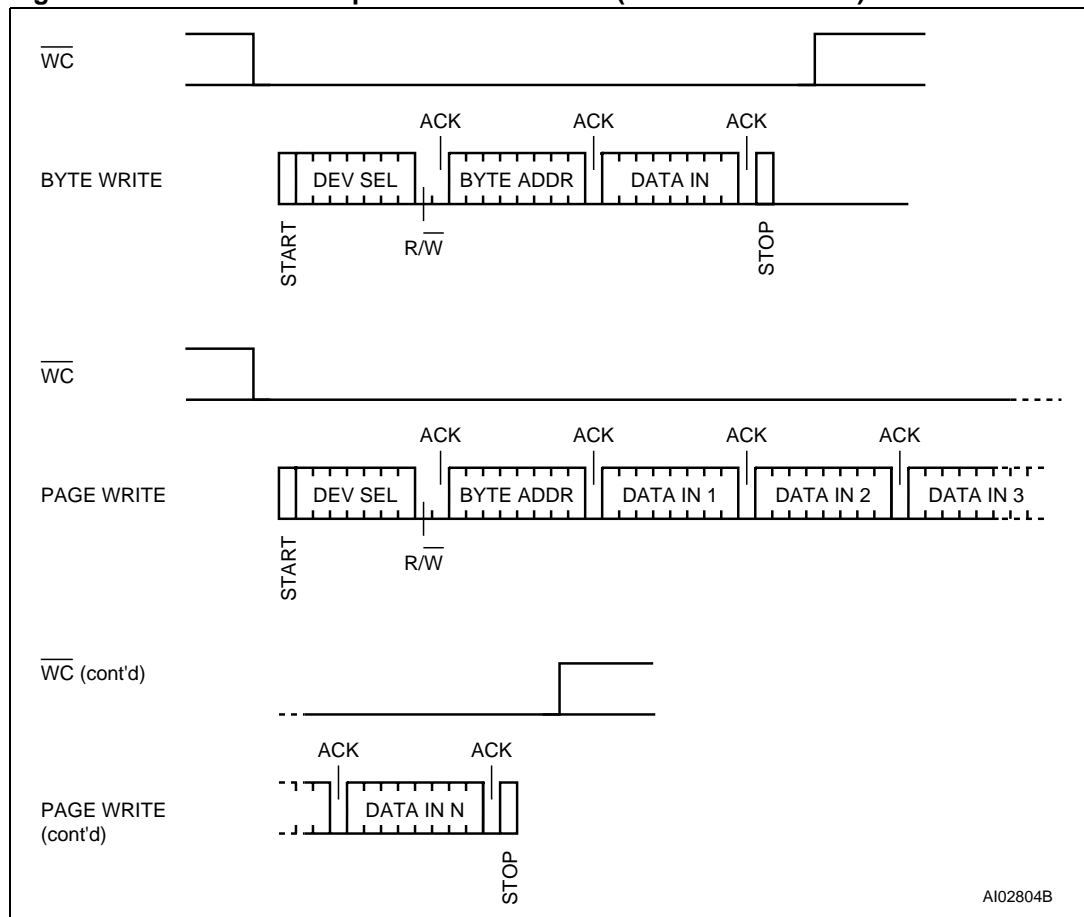 WC
ACK ACK ACK
BYTE WRITE
DEV SEL BYTE ADDR DATA IN
R/W
START
STOP
WC
ACK ACK ACK ACK
PAGE WRITE
DEV SEL BYTE ADDR DATA IN 1 DATA IN 2 DATA IN 3
R/W
START
WC (cont'd)
ACK ACK
PAGE WRITE
(cont'd)
DATA IN N
STOP
AI02804B